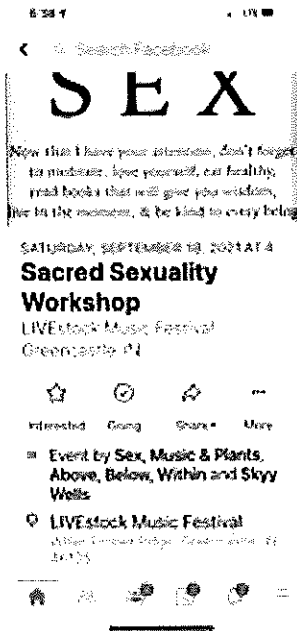 6:38
Search Facebook
SEX
Now that I have your attention, don't forget
to meditate, love yourself, eat healthy,
read books that will give you wisdom,
live in the moment, & be kind to every being
SATURDAY, SEPTEMBER 18, 2021 AT 4
Sacred Sexuality
Workshop
LIVEstock Music Festival
Greencastle IN
Interested Going Share More
Event by Sex, Music & Plants,
Above, Below, Within and Skyy
Wells
LIVEstock Music Festival